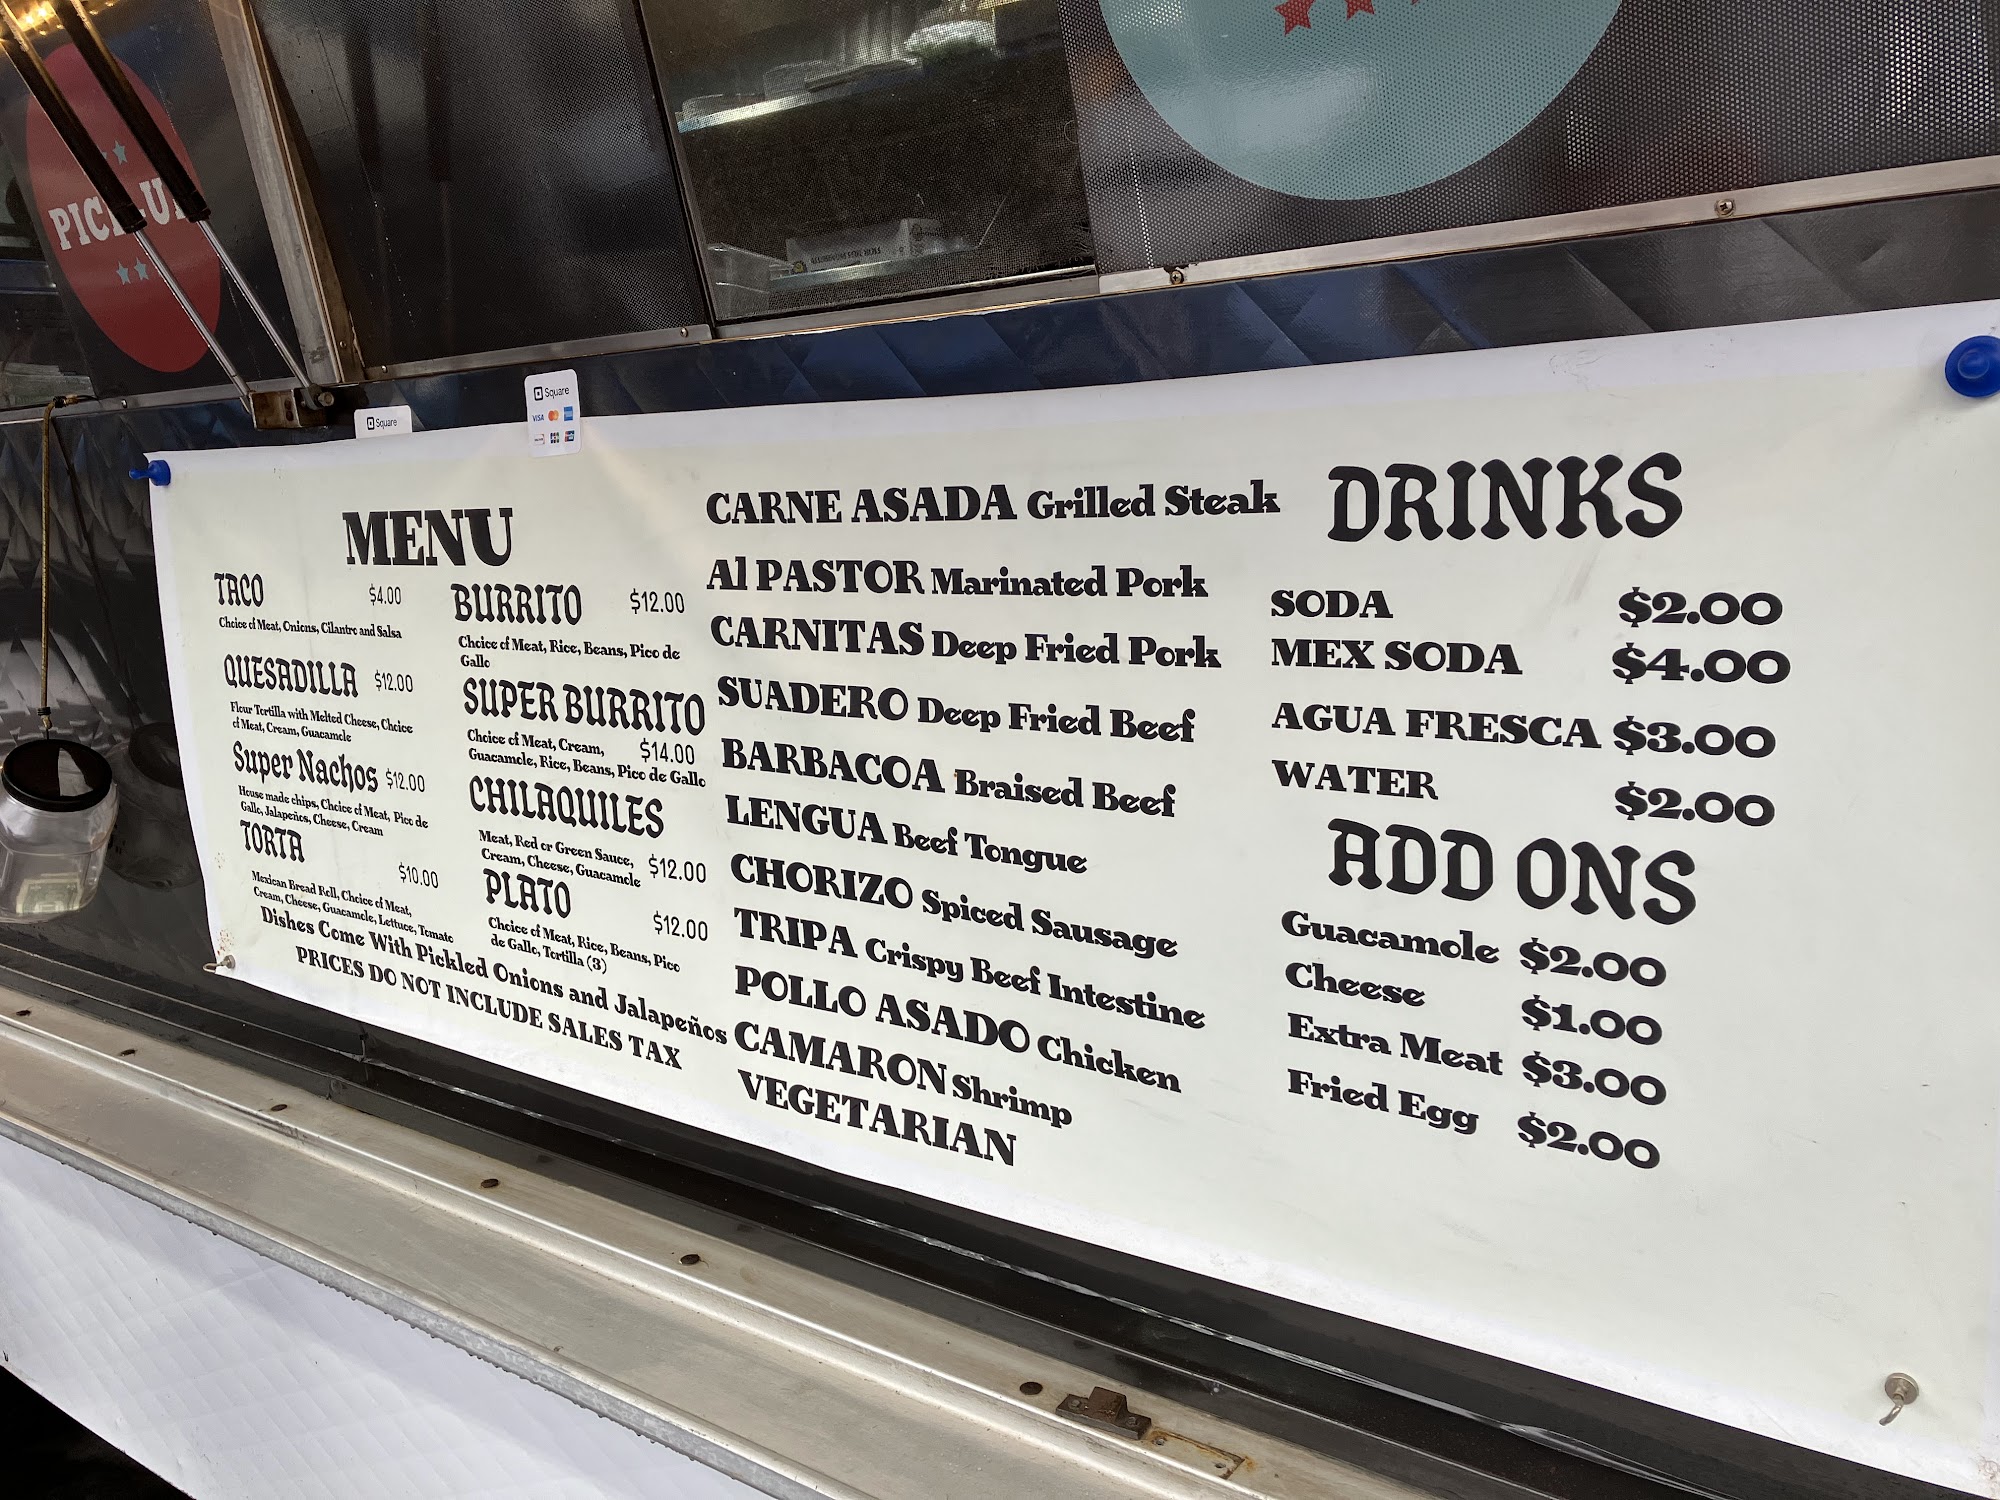 PICK-UP
Square
Square
VISA
ALUMINUM FOIL ROLL
MENU
TACO $4.00
Choice of Meat, Onions, Cilantro and Salsa
QUESADILLA $12.00
Flour Tortilla with Melted Cheese, Choice
of Meat, Cream, Guacamole
Super Nachos $12.00
House made chips, Choice of Meat, Pico de
Gallo, Jalapeños, Cheese, Cream
TORTA
$10.00
Mexican Bread Roll, Choice of Meat,
Cream, Cheese, Guacamole, Lettuce, Tomato
BURRITO $12.00
Choice of Meat, Rice, Beans, Pico de
Gallo
SUPER BURRITO
Choice of Meat, Cream, $14.00
Guacamole, Rice, Beans, Pico de Gallo
CHILAQUILES
Meat, Red or Green Sauce,
Cream, Cheese, Guacamole $12.00
PLATO
$12.00
Choice of Meat, Rice, Beans, Pico
de Gallo, Tortilla (3)
Dishes Come With Pickled Onions and Jalapeños
PRICES DO NOT INCLUDE SALES TAX
CARNE ASADA Grilled Steak
Al PASTOR Marinated Pork
CARNITAS Deep Fried Pork
SUADERO Deep Fried Beef
BARBACOA Braised Beef
LENGUA Beef Tongue
CHORIZO Spiced Sausage
TRIPA Crispy Beef Intestine
POLLO ASADO Chicken
CAMARON Shrimp
VEGETARIAN
DRINKS
SODA $2.00
MEX SODA $4.00
AGUA FRESCA $3.00
WATER $2.00
ADD ONS
Guacamole $2.00
Cheese $1.00
Extra Meat $3.00
Fried Egg $2.00